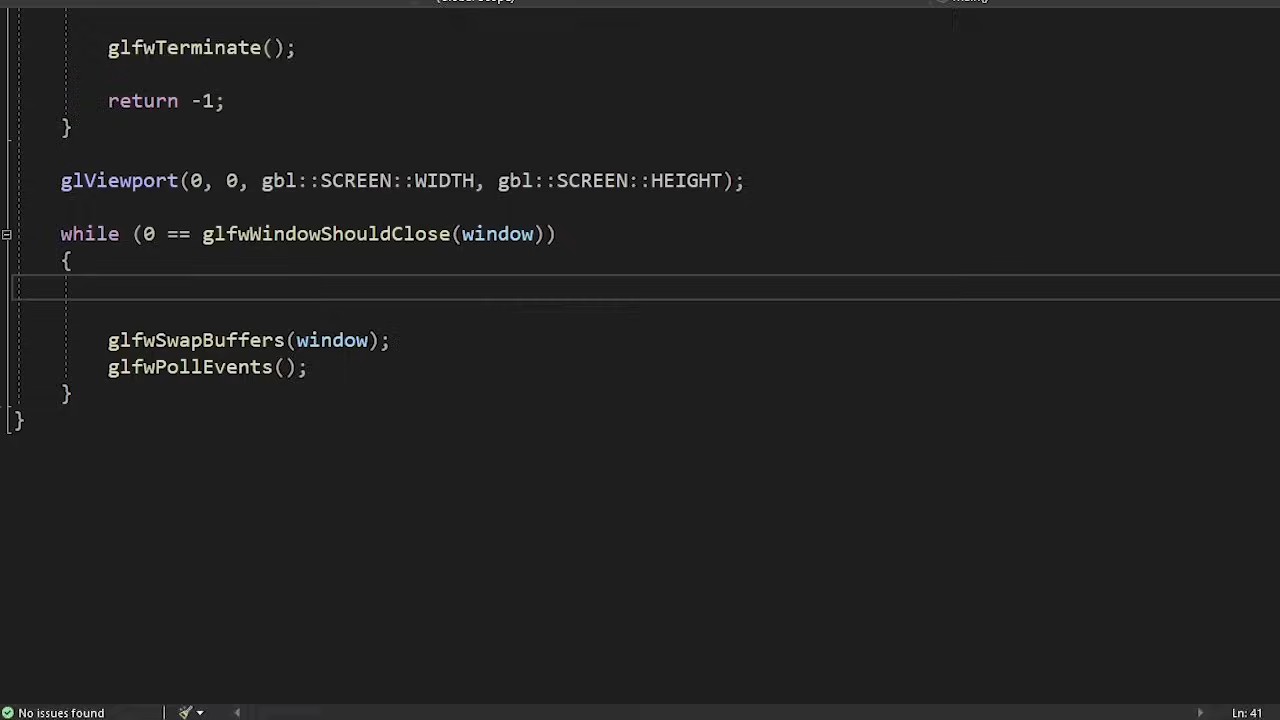 glfwTerminate();
return -1;
}
glViewport(0, 0, gbl::SCREEN::WIDTH, gbl::SCREEN::HEIGHT);
while (0 == glfwWindowShouldClose(window))
{
glfwSwapBuffers(window);
glfwPollEvents();
}
}
No issues found
Ln: 41